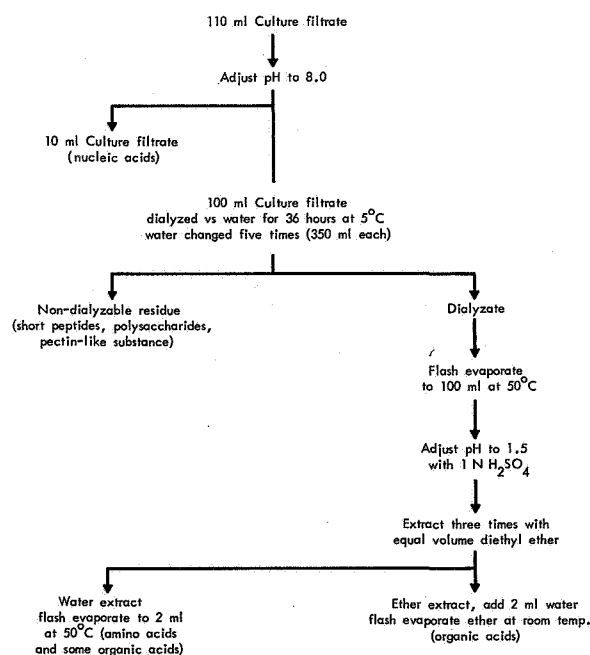 110 ml Culture filtrate
Adjust pH to 8.0
10 ml Culture filtrate
(nucleic acids)
100 ml Culture filtrate
dialyzed vs water for 36 hours at 5°C
water changed five times (350 ml each)
Non-dialyzable residue
(short peptides, polysaccharides,
pectin-like substance)
Dialyzate
Flash evaporate
to 100 ml at 50°C
Adjust pH to 1.5
with 1 N H₂SO₄
Extract three times with
equal volume diethyl ether
Water extract
flash evaporate to 2 ml
at 50°C (amino acids
and some organic acids)
Ether extract, add 2 ml water
flash evaporate ether at room temp.
(organic acids)